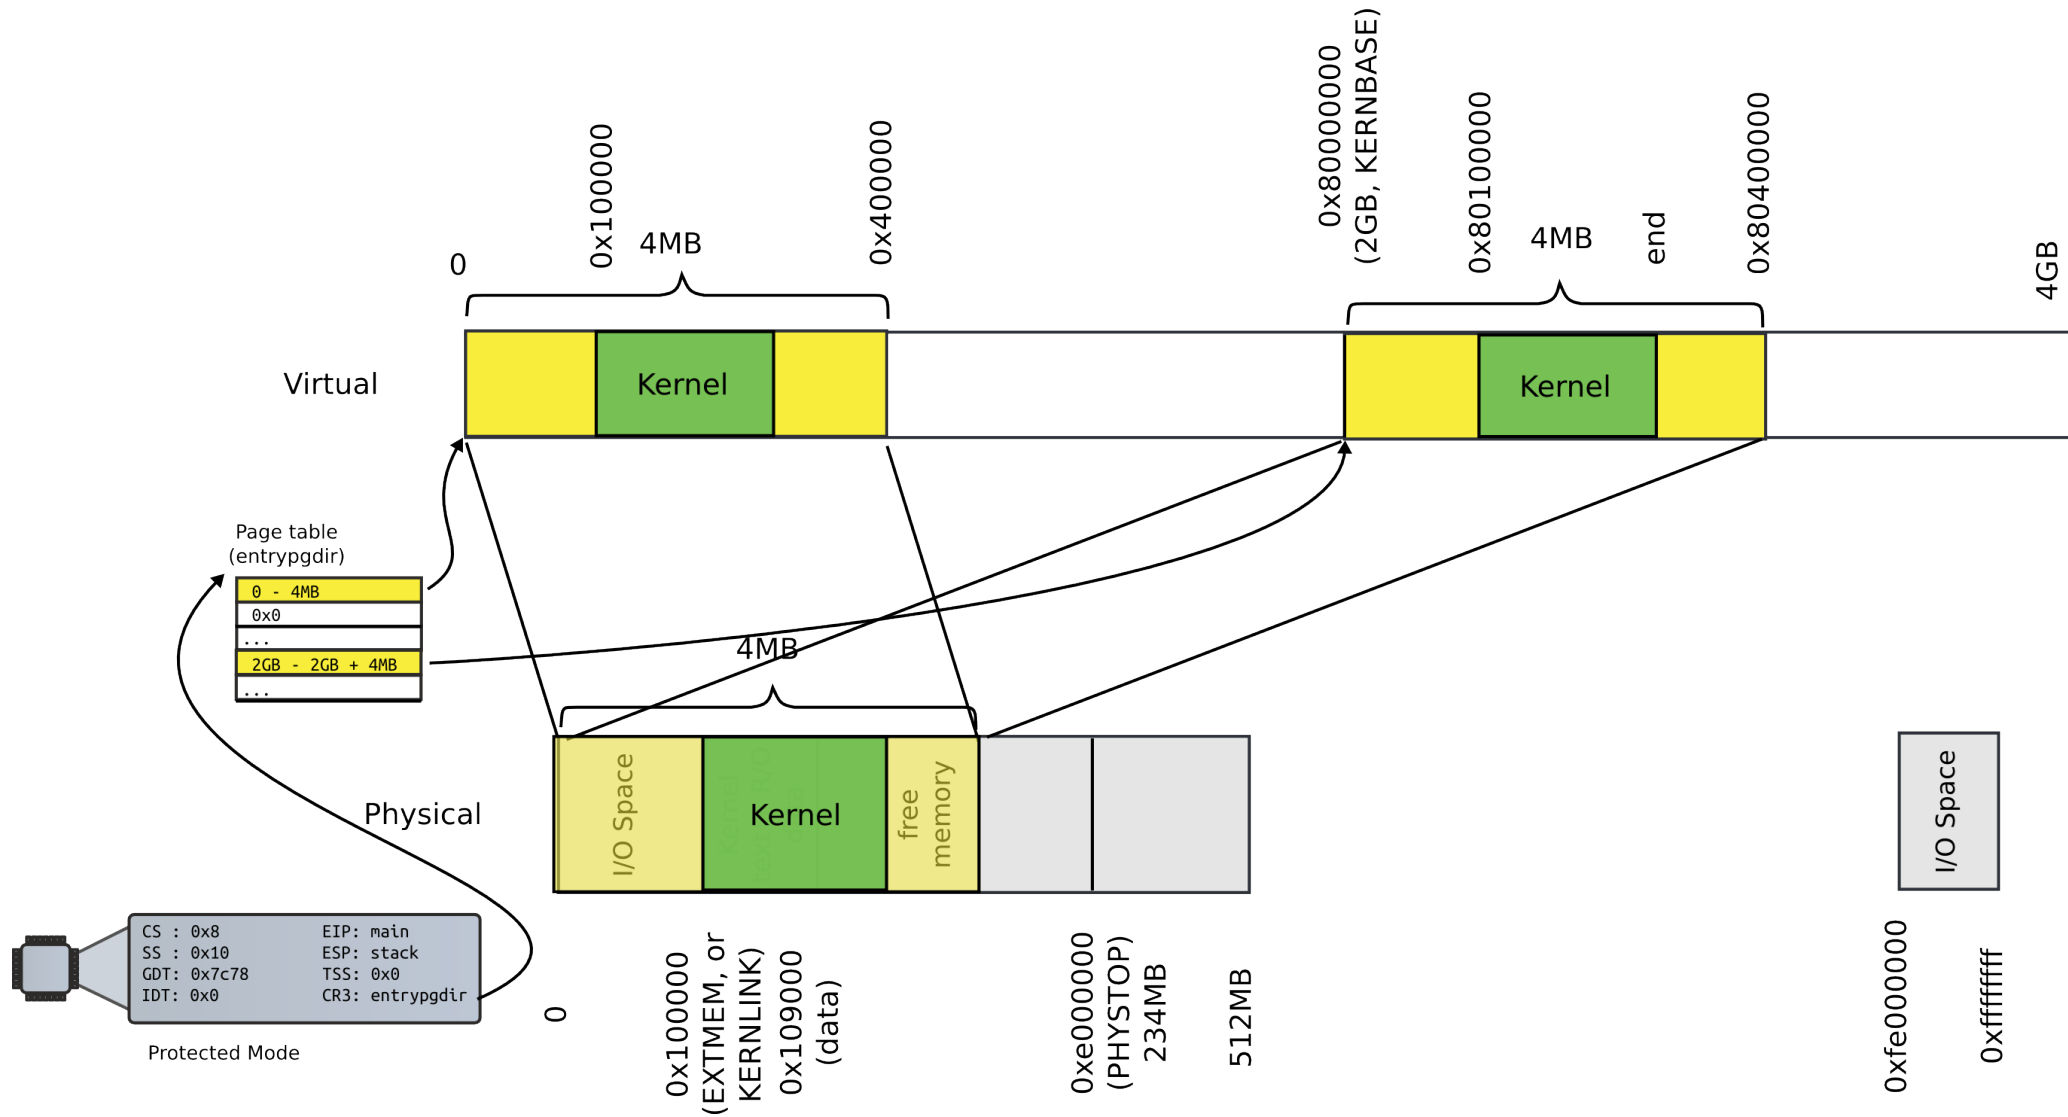 0
0x100000
4MB
0x400000
0x80000000
(2GB, KERNBASE)
0x80100000
4MB
end
0x80400000
4GB
Virtual
Kernel
Kernel
Page table
(entrypgdir)
0 - 4MB
0x0
...
2GB - 2GB + 4MB
...
4MB
Physical
I/O Space
Kernel
free
memory
I/O Space
CS : 0x8
SS : 0x10
GDT: 0x7c78
IDT: 0x0
EIP: main
ESP: stack
TSS: 0x0
CR3: entrypgdir
Protected Mode
0
0x100000
(EXTMEM, or
KERNLINK)
0x109000
(data)
0xe000000
(PHYSTOP)
234MB
512MB
0xfe000000
0xffffffff